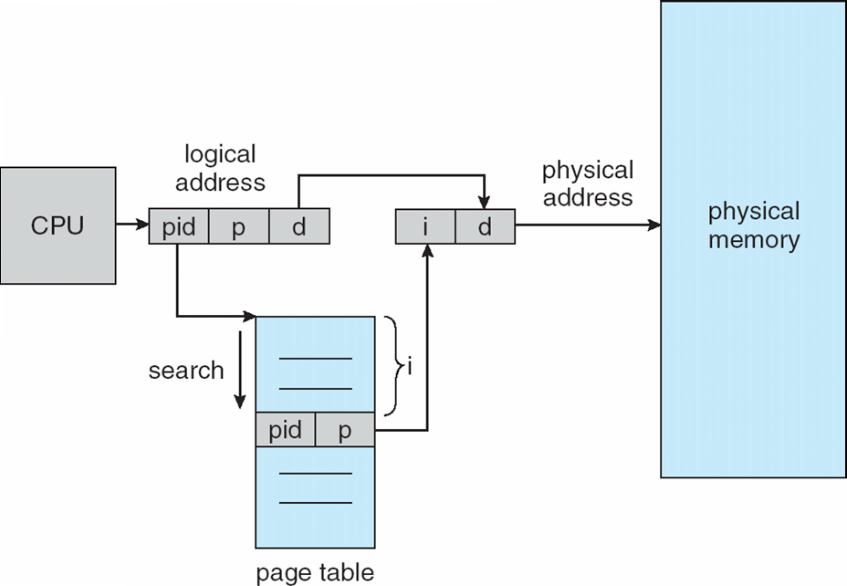 logical
address
physical
address
CPU
pid p d
i d
physical
memory
search
i
pid p
page table